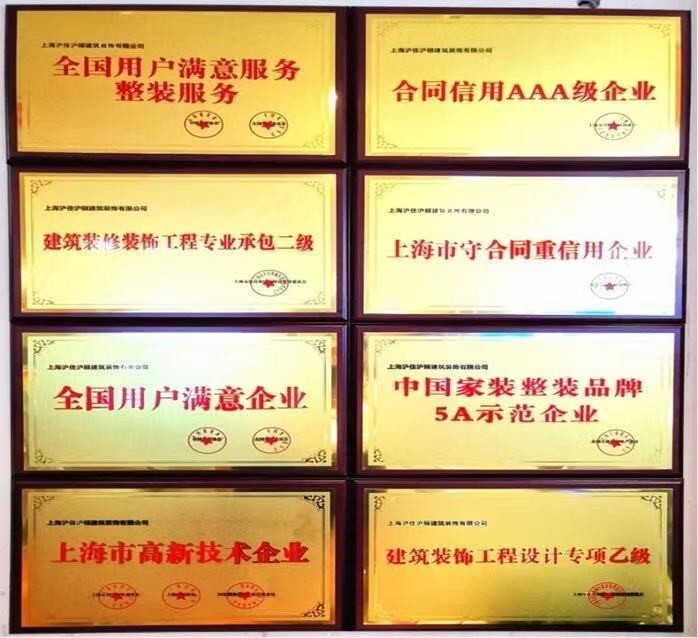 上海沪佳沪颐建筑装饰有限公司
全国用户满意服务
整装服务
上海沪佳沪颐建筑装饰有限公司
合同信用AAA级企业
上海沪佳沪颐建筑装饰有限公司
建筑装修装饰工程专业承包二级
上海沪佳沪颐建筑装饰有限公司
上海市守合同重信用企业
上海沪佳沪颐建筑装饰有限公司
全国用户满意企业
上海沪佳沪颐建筑装饰有限公司
中国家装整装品牌
5A示范企业
上海沪佳沪颐建筑装饰有限公司
上海市高新技术企业
上海沪佳沪颐建筑装饰有限公司
建筑装饰工程设计专项乙级